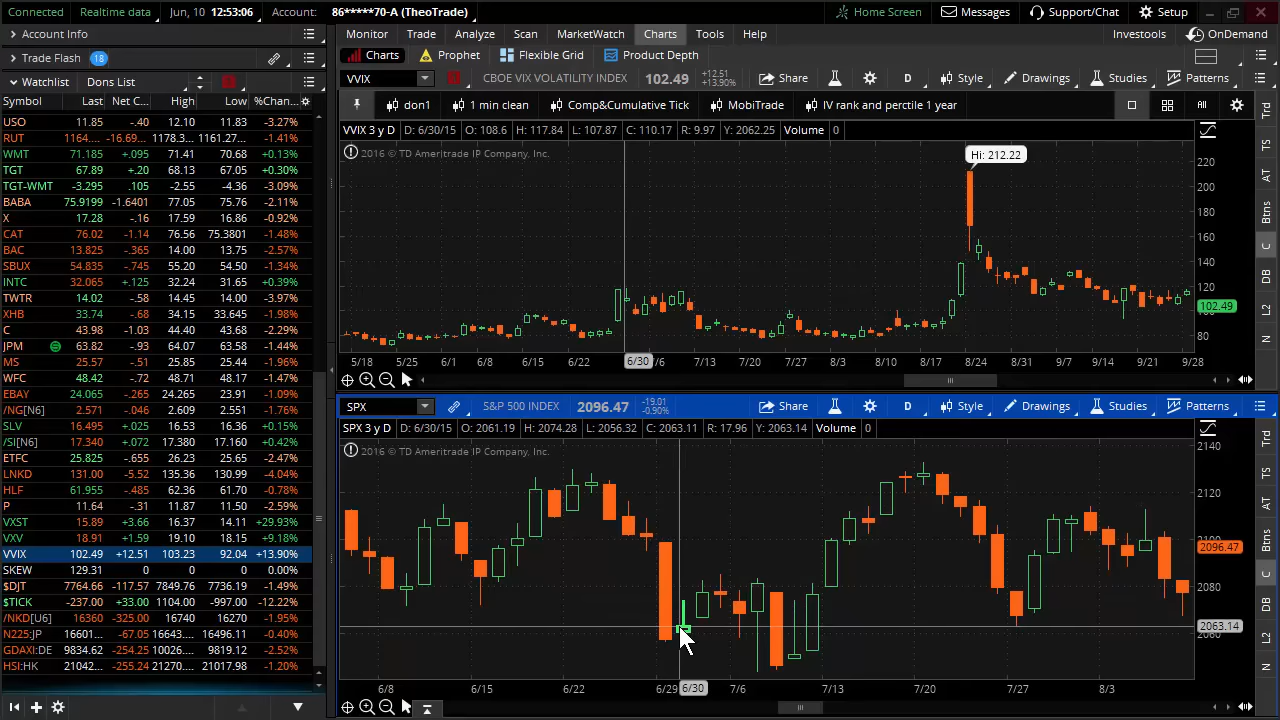 Connected Realtime data Jun, 10 12:53:06 Account: 86*****70-A (TheoTrade) Home Screen Messages Support/Chat Setup
Account Info
Trade Flash 18
Watchlist Dons List
Symbol Last Net C... High Low %Chan...
USO 11.85 -.40 12.10 11.83 -3.27%
RUT 1164.... -16.69... 1178.3... 1161.27... -1.41%
WMT 71.185 +.095 71.41 70.68 +0.13%
TGT 67.89 +.20 68.13 67.05 +0.30%
TGT-WMT -3.295 .105 -2.55 -4.36 -3.09%
BABA 75.9199 -1.6401 77.05 75.76 -2.11%
X 17.28 -.16 17.59 16.86 -0.92%
CAT 76.02 -1.14 76.56 75.3801 -1.48%
BAC 13.825 -.365 14.00 13.75 -2.57%
SBUX 54.835 -.745 55.20 54.50 -1.34%
INTC 32.065 +.125 32.24 31.65 +0.39%
TWTR 14.02 -.58 14.45 14.00 -3.97%
XHB 33.74 -.68 34.15 33.645 -1.98%
C 43.98 -1.03 44.40 43.68 -2.29%
JPM 63.82 -.93 64.07 63.58 -1.44%
MS 25.57 -.51 25.85 25.44 -1.96%
WFC 48.42 -.72 48.71 48.17 -1.47%
EBAY 24.065 -.265 24.265 23.91 -1.09%
/NG[N6] 2.571 -.046 2.609 2.551 -1.76%
SLV 16.495 +.025 16.53 16.36 +0.15%
/SI[N6] 17.340 +.072 17.380 17.160 +0.42%
ETFC 25.825 -.655 26.23 25.65 -2.47%
LNKD 131.00 -5.52 135.36 130.99 -4.04%
HLF 61.955 -.485 62.36 61.70 -0.78%
P 11.64 -.31 11.87 11.50 -2.59%
VXST 15.89 +3.66 16.37 14.11 +29.93%
VXV 18.91 +1.59 19.13 18.15 +9.18%
VVIX 102.49 +12.51 103.23 92.04 +13.90%
SKEW 129.31 0 0 0 0.00%
$DJT 7764.66 -117.57 7849.76 7736.19 -1.49%
$TICK -237.00 +33.00 1104.00 -997.00 -12.22%
/NKD[U6] 16360 -325.00 16740 16270 -1.95%
N225:JP 16601.... -67.05 16643.... 16496.11 -0.40%
GDAXI:DE 9834.62 -254.25 10026... 9819.12 -2.52%
HSI:HK 21042... -255.24 21270... 21017.98 -1.20%
Monitor Trade Analyze Scan MarketWatch Charts Tools Help Investools OnDemand
Charts Prophet Flexible Grid Product Depth
VVIX CBOE VIX VOLATILITY INDEX 102.49 +12.51 +13.90% Share D Style Drawings Studies Patterns
don1 1 min clean Comp&Cumulative Tick MobiTrade IV rank and perctile 1 year All
VVIX 3 y D D: 6/30/15 O: 108.6 H: 117.84 L: 107.87 C: 110.17 R: 9.97 Y: 2062.25 Volume 0
2016 © TD Ameritrade IP Company, Inc.
Hi: 212.22
220
200
180
160
140
120
102.49
80
5/18 5/25 6/1 6/8 6/15 6/22 6/30 7/6 7/13 7/20 7/27 8/3 8/10 8/17 8/24 8/31 9/7 9/14 9/21 9/28
Trd
TS
AT
Btns
C
DB
L2
N
SPX S&P 500 INDEX 2096.47 -19.01 -0.90% Share D Style Drawings Studies Patterns
SPX 3 y D D: 6/30/15 O: 2061.19 H: 2074.28 L: 2056.32 C: 2063.11 R: 17.96 Y: 2063.14 Volume 0
2016 © TD Ameritrade IP Company, Inc.
2140
2120
2100
2096.47
2080
2063.14
2060
6/8 6/15 6/22 6/29 6/30 7/6 7/13 7/20 7/27 8/3
Trd
TS
AT
Btns
C
DB
L2
N